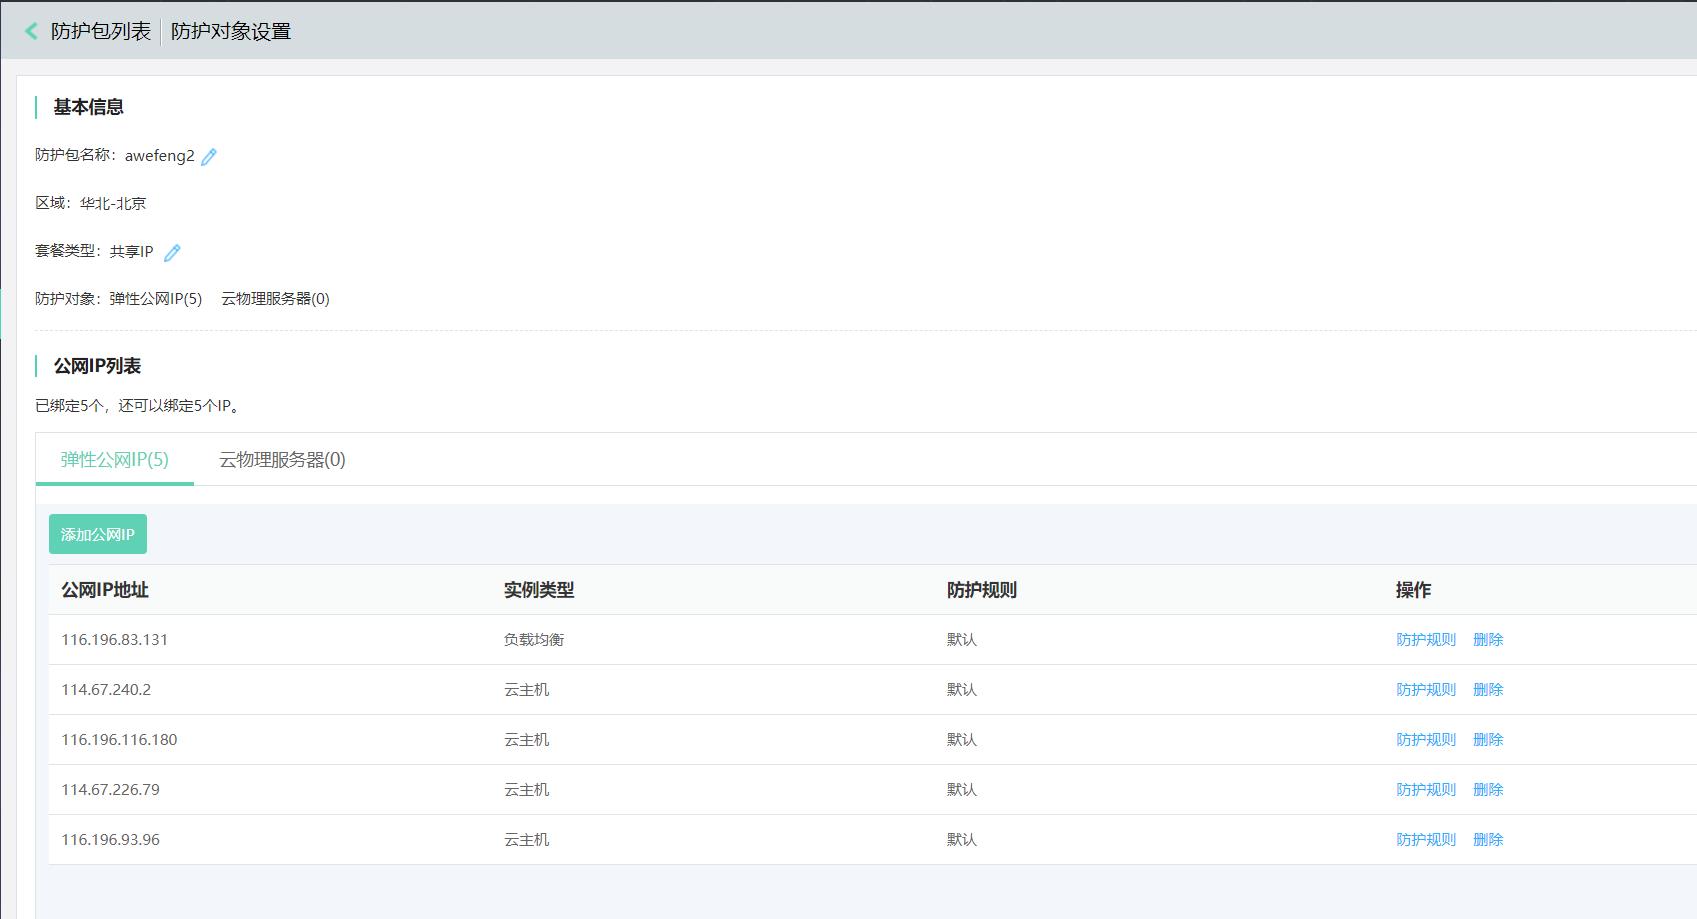 防护包列表 防护对象设置
基本信息
防护包名称：awefeng2
区域：华北-北京
套餐类型：共享IP
防护对象：弹性公网IP(5) 云物理服务器(0)
公网IP列表
已绑定5个，还可以绑定5个IP。
弹性公网IP(5) 云物理服务器(0)
添加公网IP
公网IP地址 实例类型 防护规则 操作
116.196.83.131 负载均衡 默认 防护规则 删除
114.67.240.2 云主机 默认 防护规则 删除
116.196.116.180 云主机 默认 防护规则 删除
114.67.226.79 云主机 默认 防护规则 删除
116.196.93.96 云主机 默认 防护规则 删除